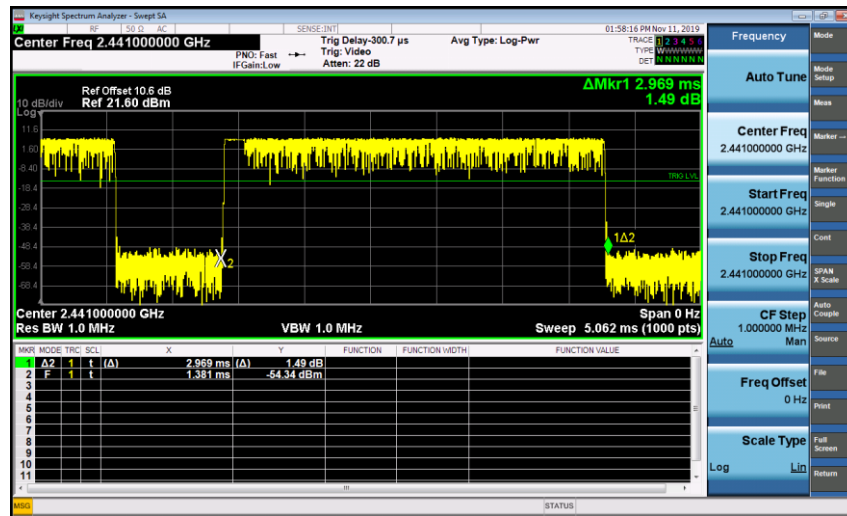 Keysight Spectrum Analyzer - Swept SA
RF 50 Ω AC SENSE:INT 01:58:16 PM Nov 11, 2019
Center Freq 2.441000000 GHz
PNO: Fast
IFGain:Low
Trig Delay-300.7 μs
Trig: Video
Atten: 22 dB
Avg Type: Log-Pwr
TRACE 1 2 3 4 5 6
TYPE WWWWWW
DET N N N N N N
Ref Offset 10.6 dB
10 dB/div Ref 21.60 dBm
Log
ΔMkr1 2.969 ms
1.49 dB
11.6
1.60
-8.40
-18.4
-28.4
-38.4
-48.4
-58.4
-68.4
TRIG LVL
1Δ2
2
Center 2.441000000 GHz Span 0 Hz
Res BW 1.0 MHz VBW 1.0 MHz Sweep 5.062 ms (1000 pts)
MKR MODE TRC SCL X Y FUNCTION FUNCTION WIDTH FUNCTION VALUE
1 Δ2 1 t (Δ) 2.969 ms (Δ) 1.49 dB
2 F 1 t 1.381 ms -54.34 dBm
3
4
5
6
7
8
9
10
11
MSG STATUS
Frequency
Auto Tune
Center Freq
2.441000000 GHz
Start Freq
2.441000000 GHz
Stop Freq
2.441000000 GHz
CF Step
1.000000 MHz
Auto Man
Freq Offset
0 Hz
Scale Type
Log Lin
Mode
Mode Setup
Meas
Marker →
Marker Function
Single
Cont
SPAN X Scale
Auto Couple
Source
File
Print
Full Screen
Return